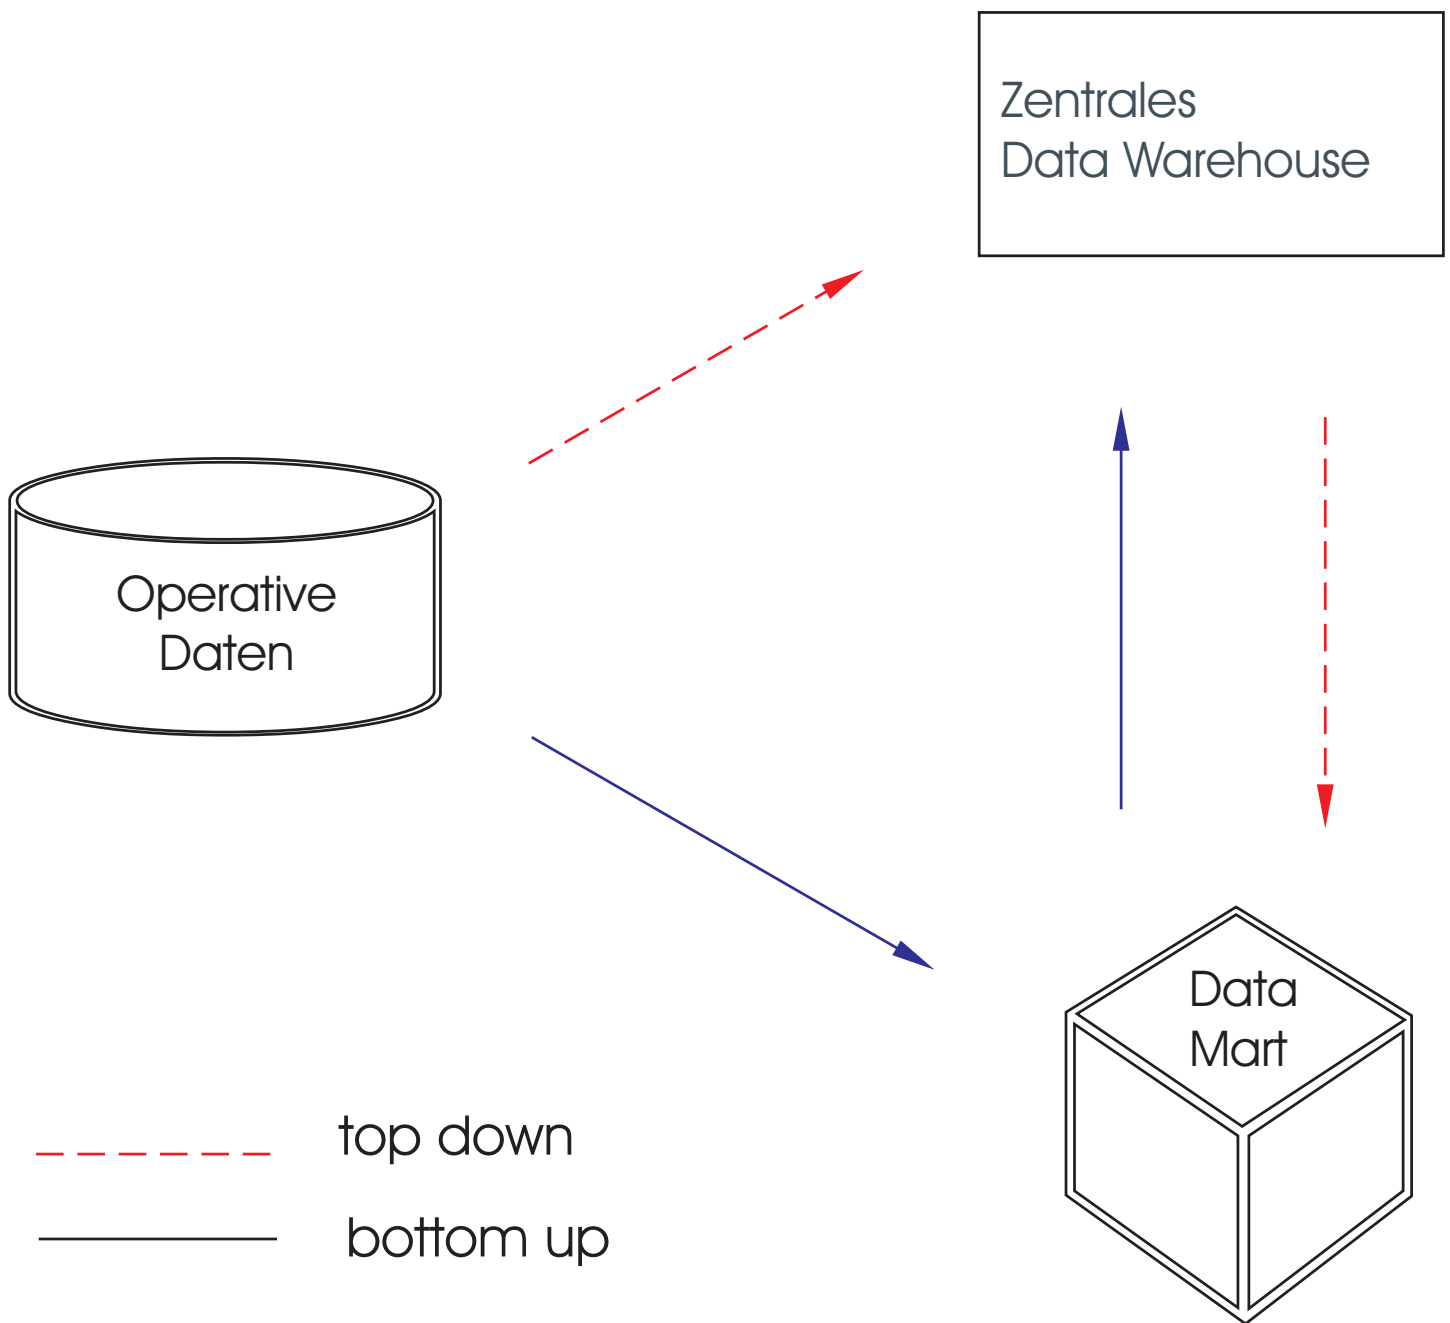 Zentrales
Data Warehouse
Operative
Daten
Data
Mart
top down
bottom up